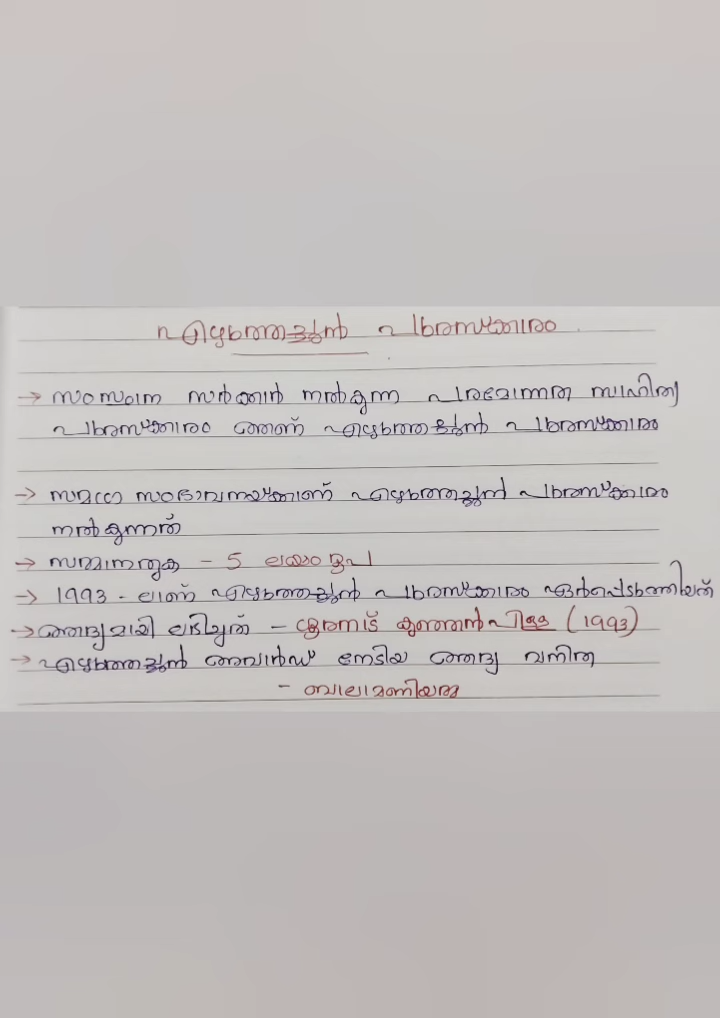 എഴുത്തച്ഛൻ പുരസ്ക്കാരം
→ സംസ്ഥാന സർക്കാർ നൽകുന്ന പരമോന്നത സാഹിത്യ
പുരസ്ക്കാരം ആണ് എഴുത്തച്ഛൻ പുരസ്ക്കാരം
→ സമഗ്ര സംഭാവനയ്ക്കാണ് എഴുത്തച്ഛൻ പുരസ്ക്കാരം
നൽകുന്നത്
→ സമ്മാനതുക - 5 ലക്ഷം രൂപ
→ 1993 - ലാണ് എഴുത്തച്ഛൻ പുരസ്ക്കാരം ഏർപ്പെടുത്തിയത്
→ ആദ്യമായി ലഭിച്ചത് - ശൂരനാട് കുഞ്ഞൻപിള്ള (1993)
→ എഴുത്തച്ഛൻ അവാർഡ് നേടിയ ആദ്യ വനിത
- ബാലാമണിയമ്മ